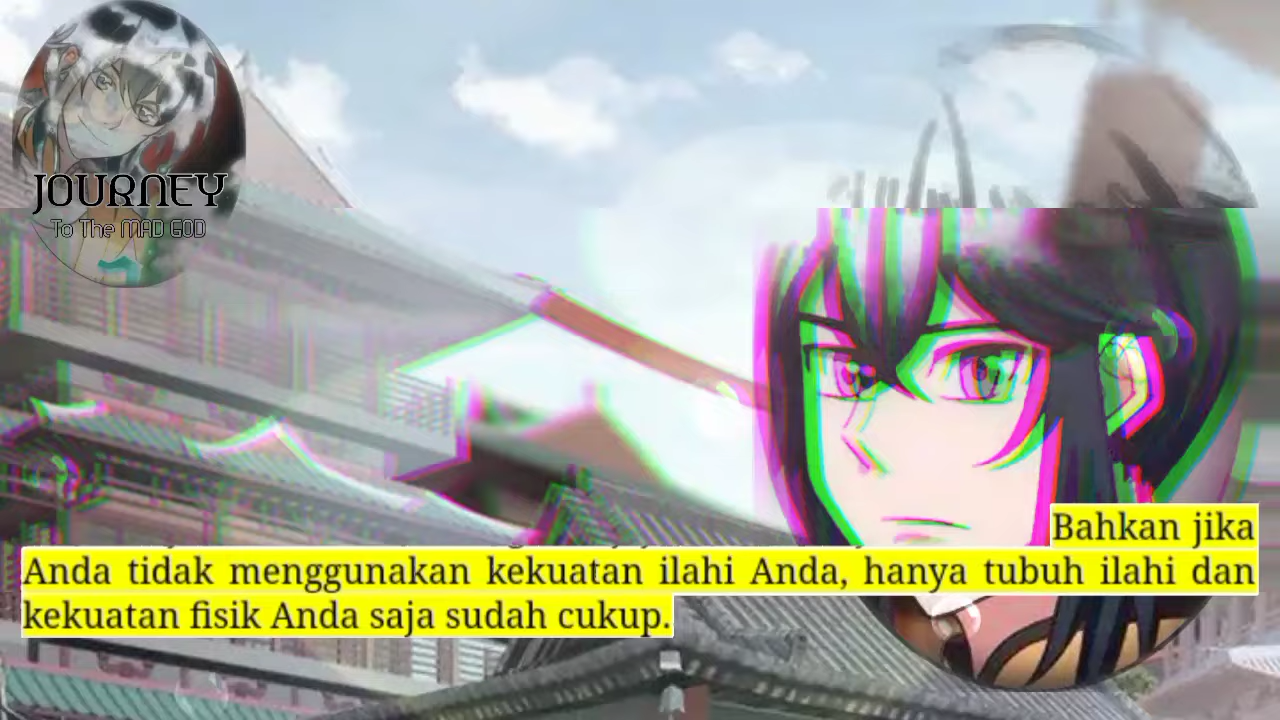 JOURNEY
To The MAD GOD
Bahkan jika
Anda tidak menggunakan kekuatan ilahi Anda, hanya tubuh ilahi dan
kekuatan fisik Anda saja sudah cukup.